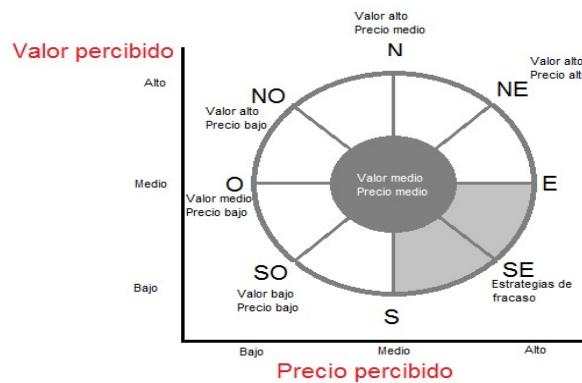 Valor alto
Precio medio
Valor percibido
N
Valor alto
Precio alto
Alto
NO
NE
Valor alto
Precio bajo
Valor medio
Precio medio
Medio
O
E
Valor medio
Precio bajo
SO
SE
Valor bajo
Precio bajo
Estrategias de
fracaso
Bajo
S
Bajo
Medio
Alto
Precio percibido